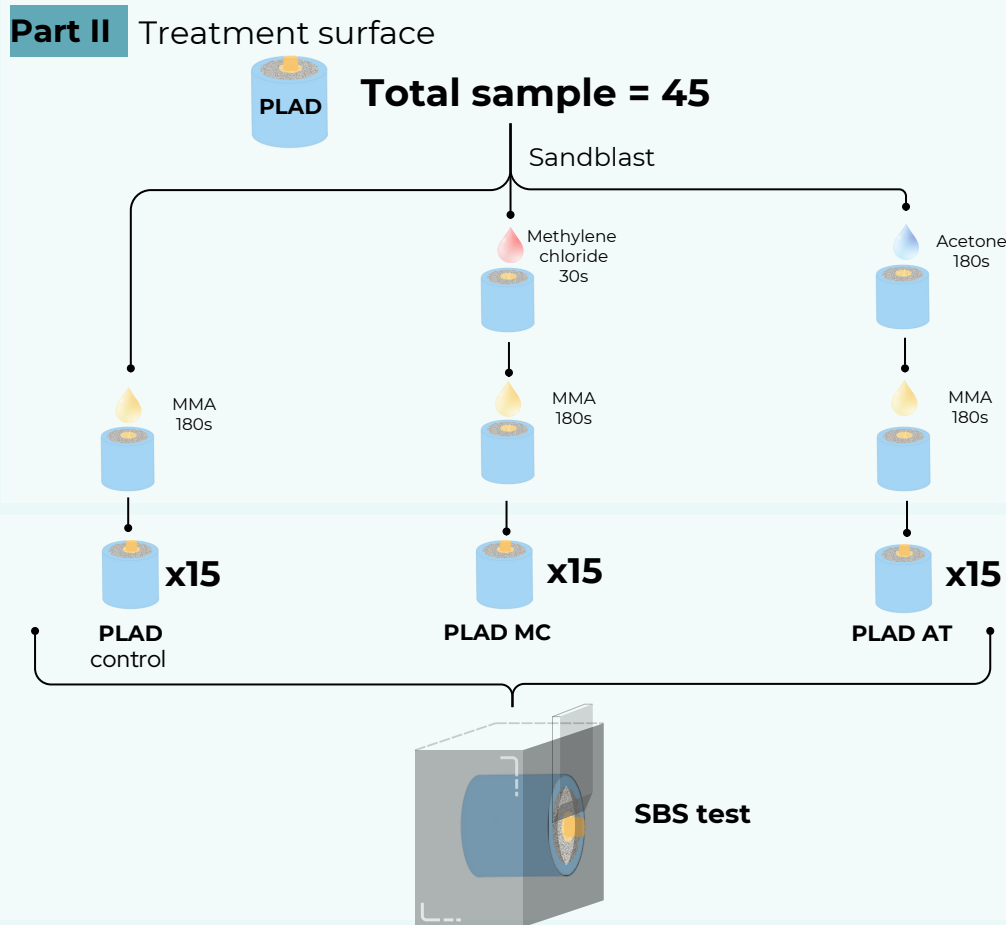 Part II Treatment surface
PLAD
Total sample = 45
Sandblast
Methylene
chloride
30s
Acetone
180s
MMA
180s
MMA
180s
MMA
180s
x15
x15
x15
PLAD
control
PLAD MC
PLAD AT
SBS test